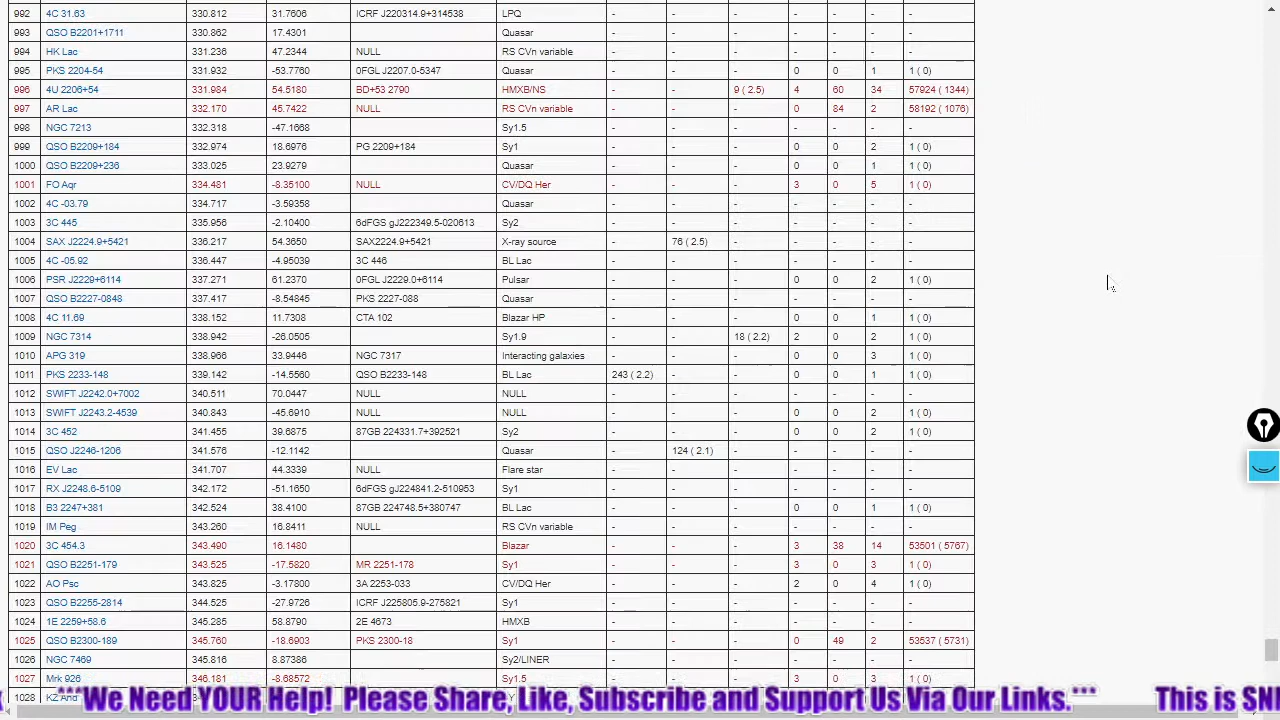 992 4C 31.63 330.812 31.7606 ICRF J220314.9+314538 LPQ - - - - - - -
993 QSO B2201+1711 330.862 17.4301 Quasar - - - - - - -
994 HK Lac 331.236 47.2344 NULL RS CVn variable - - - - - - -
995 PKS 2204-54 331.932 -53.7760 0FGL J2207.0-5347 Quasar - - - 0 0 1 1 ( 0)
996 4U 2206+54 331.984 54.5180 BD+53 2790 HMXB/NS - - 9 ( 2.5) 4 60 34 57924 ( 1344)
997 AR Lac 332.170 45.7422 NULL RS CVn variable - - - 0 84 2 58192 ( 1076)
998 NGC 7213 332.318 -47.1668 Sy1.5 - - - - - - -
999 QSO B2209+184 332.974 18.6976 PG 2209+184 Sy1 - - - 0 0 2 1 ( 0)
1000 QSO B2209+236 333.025 23.9279 Quasar - - - 0 0 1 1 ( 0)
1001 FO Aqr 334.481 -8.35100 NULL CV/DQ Her - - - 3 0 5 1 ( 0)
1002 4C -03.79 334.717 -3.59358 Quasar - - - - - - -
1003 3C 445 335.956 -2.10400 6dFGS gJ222349.5-020613 Sy2 - - - - - - -
1004 SAX J2224.9+5421 336.217 54.3650 SAX2224.9+5421 X-ray source - 76 ( 2.5) - - - - -
1005 4C -05.92 336.447 -4.95039 3C 446 BL Lac - - - - - - -
1006 PSR J2229+6114 337.271 61.2370 0FGL J2229.0+6114 Pulsar - - - 0 0 2 1 ( 0)
1007 QSO B2227-0848 337.417 -8.54845 PKS 2227-088 Quasar - - - - - - -
1008 4C 11.69 338.152 11.7308 CTA 102 Blazar HP - - - 0 0 1 1 ( 0)
1009 NGC 7314 338.942 -26.0505 Sy1.9 - - 18 ( 2.2) 2 0 2 1 ( 0)
1010 APG 319 338.966 33.9446 NGC 7317 Interacting galaxies - - - 0 0 3 1 ( 0)
1011 PKS 2233-148 339.142 -14.5560 QSO B2233-148 BL Lac 243 ( 2.2) - - 0 0 1 1 ( 0)
1012 SWIFT J2242.0+7002 340.511 70.0447 NULL NULL - - - - - - -
1013 SWIFT J2243.2-4539 340.843 -45.6910 NULL NULL - - - 0 0 2 1 ( 0)
1014 3C 452 341.455 39.6875 87GB 224331.7+392521 Sy2 - - - 0 0 2 1 ( 0)
1015 QSO J2246-1206 341.576 -12.1142 Quasar - 124 ( 2.1) - - - - -
1016 EV Lac 341.707 44.3339 NULL Flare star - - - - - - -
1017 RX J2248.6-5109 342.172 -51.1650 6dFGS gJ224841.2-510953 Sy1 - - - - - - -
1018 B3 2247+381 342.524 38.4100 87GB 224748.5+380747 BL Lac - - - 0 0 1 1 ( 0)
1019 IM Peg 343.260 16.8411 NULL RS CVn variable - - - - - - -
1020 3C 454.3 343.490 16.1480 Blazar - - - 3 38 14 53501 ( 5767)
1021 QSO B2251-179 343.525 -17.5820 MR 2251-178 Sy1 - - - 3 0 3 1 ( 0)
1022 AO Psc 343.825 -3.17800 3A 2253-033 CV/DQ Her - - - 2 0 4 1 ( 0)
1023 QSO B2255-2814 344.525 -27.9726 ICRF J225805.9-275821 Sy1 - - - - - - -
1024 1E 2259+58.6 345.285 58.8790 2E 4673 HMXB - - - - - - -
1025 QSO B2300-189 345.760 -18.6903 PKS 2300-18 Sy1 - - - 0 49 2 53537 ( 5731)
1026 NGC 7469 345.816 8.87386 Sy2/LINER - - - - - - -
1027 Mrk 926 346.181 -8.68572 Sy1.5 - - - 3 0 3 1 ( 0)
1028 KZ And
We Need YOUR Help! Please Share, Like, Subscribe and Support Us Via Our Links.*** This is